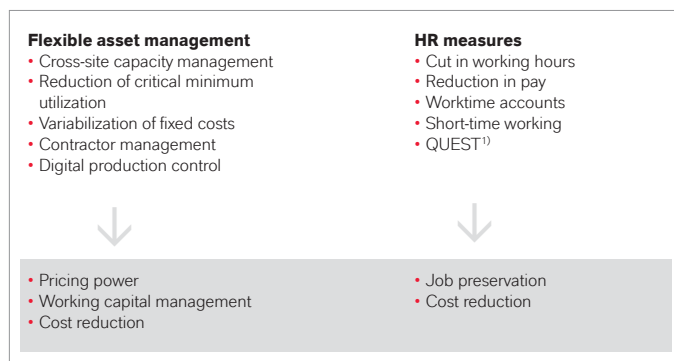 Flexible asset management
• Cross-site capacity management
• Reduction of critical minimum
utilization
• Variabilization of fixed costs
• Contractor management
• Digital production control
HR measures
• Cut in working hours
• Reduction in pay
• Worktime accounts
• Short-time working
• QUEST¹⁾
• Pricing power
• Working capital management
• Cost reduction
• Job preservation
• Cost reduction